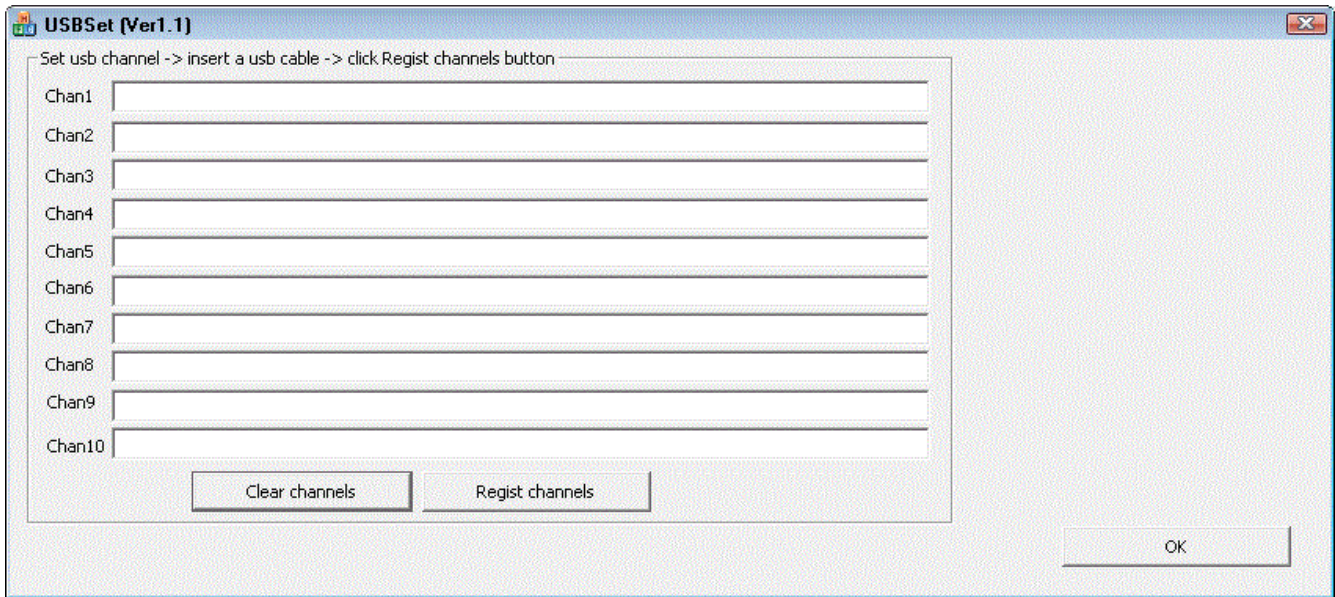 USBSet (Ver1.1)
Set usb channel -> insert a usb cable -> click Regist channels button
Chan1
Chan2
Chan3
Chan4
Chan5
Chan6
Chan7
Chan8
Chan9
Chan10
Clear channels
Regist channels
OK